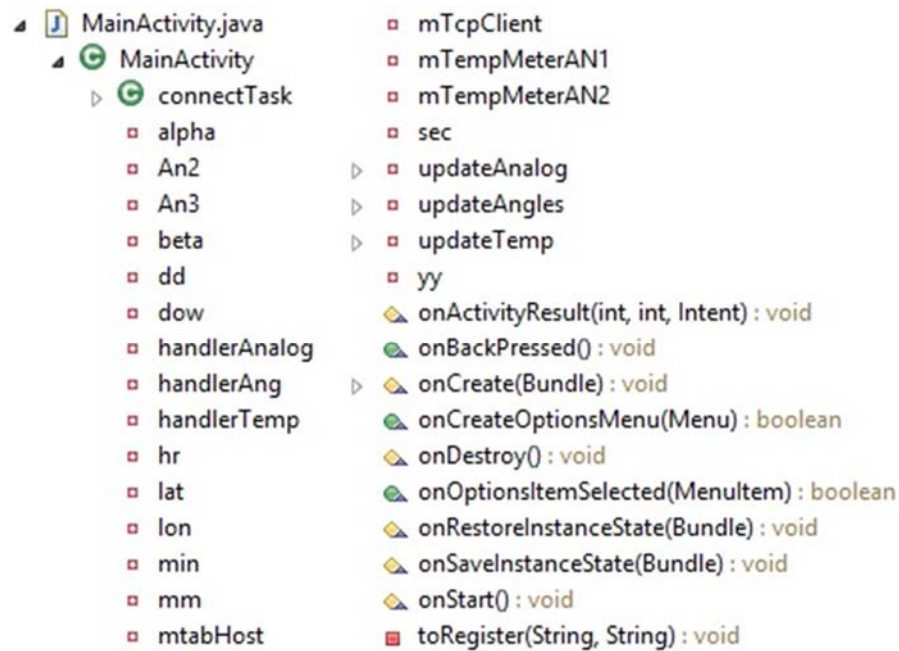 MainActivity.java
MainActivity
connectTask
alpha
An2
An3
beta
dd
dow
handlerAnalog
handlerAng
handlerTemp
hr
lat
lon
min
mm
mtabHost
mTcpClient
mTempMeterAN1
mTempMeterAN2
sec
updateAnalog
updateAngles
updateTemp
yy
onActivityResult(int, int, Intent) : void
onBackPressed() : void
onCreate(Bundle) : void
onCreateOptionsMenu(Menu) : boolean
onDestroy() : void
onOptionsItemSelected(MenuItem) : boolean
onRestoreInstanceState(Bundle) : void
onSaveInstanceState(Bundle) : void
onStart() : void
toRegister(String, String) : void